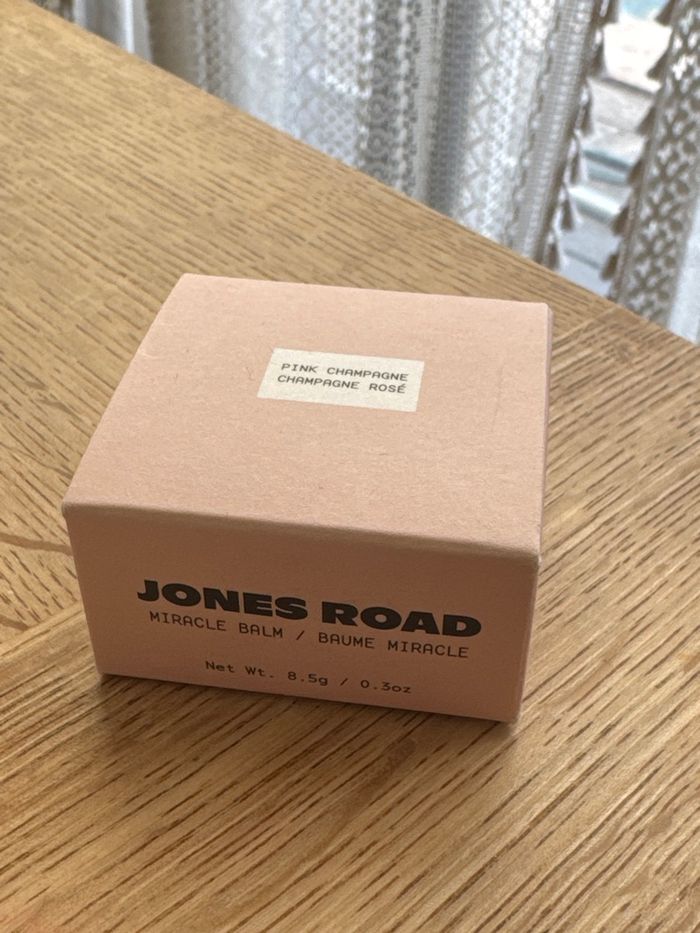 PINK CHAMPAGNE
CHAMPAGNE ROSÉ
JONES ROAD
MIRACLE BALM / BAUME MIRACLE
Net Wt. 8.5g / 0.3oz